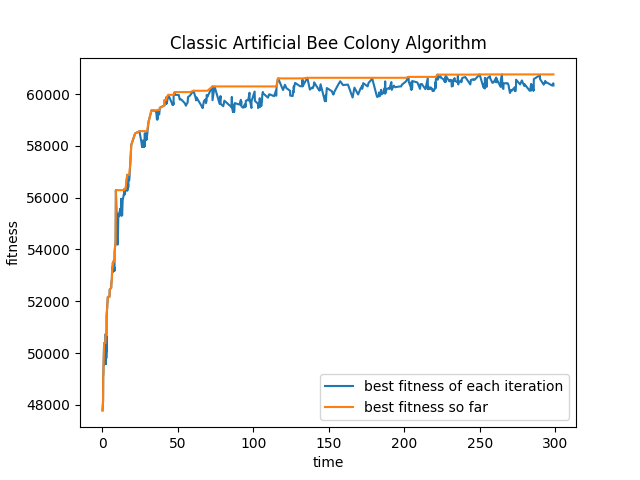 Classic Artificial Bee Colony Algorithm
fitness
60000
58000
56000
54000
52000
50000
48000
0 50 100 150 200 250 300
time
best fitness of each iteration
best fitness so far